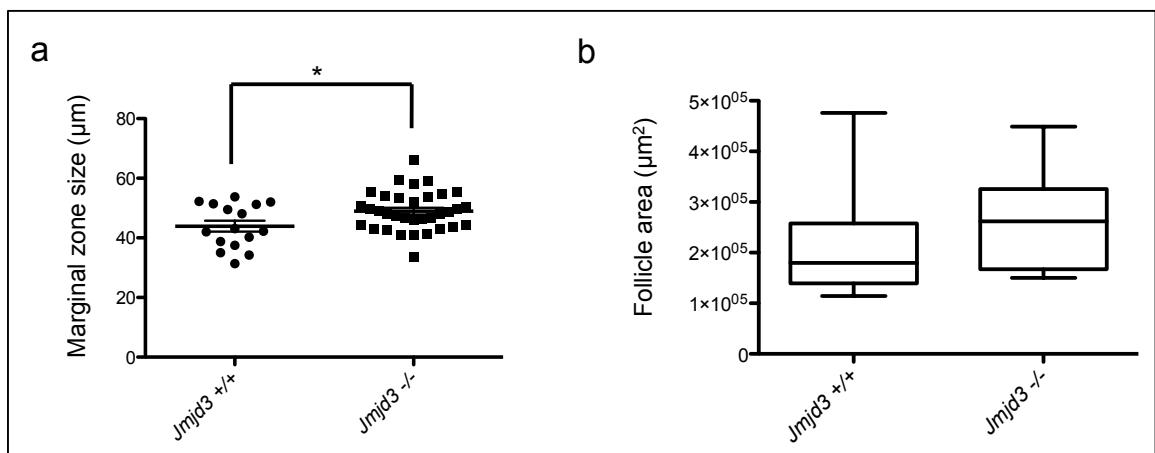 a
*
Marginal zone size (µm)
80
60
40
20
0
Jmjd3 +/+
Jmjd3 -/-
b
Follicle area (µm²)
5×10⁰⁵
4×10⁰⁵
3×10⁰⁵
2×10⁰⁵
1×10⁰⁵
0
Jmjd3 +/+
Jmjd3 -/-